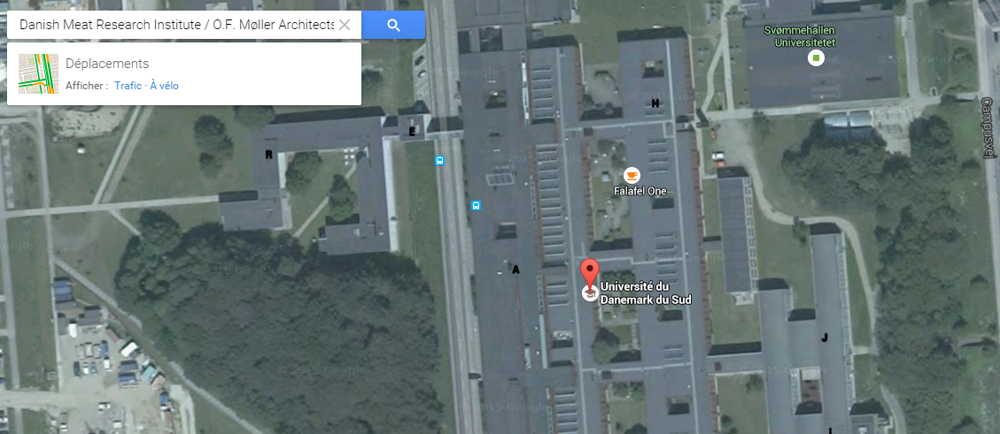 Danish Meat Research Institute / O.F. Møller Architects
Déplacements
Afficher : Trafic · À vélo
Svømmehallen
Universitetet
Campusvej
H
E
R
Falafel One
A
Université du
Danemark du Sud
J